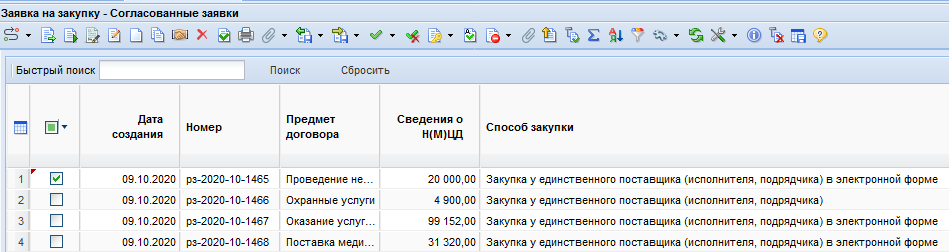 Заявка на закупку - Согласованные заявки
Быстрый поиск Поиск Сбросить
Дата создания Номер Предмет договора Сведения о Н(М)ЦД Способ закупки
1 09.10.2020 рз-2020-10-1465 Проведение не... 20 000,00 Закупка у единственного поставщика (исполнителя, подрядчика) в электронной форме
2 09.10.2020 рз-2020-10-1466 Охранные услуги 4 900,00 Закупка у единственного поставщика (исполнителя, подрядчика)
3 09.10.2020 рз-2020-10-1467 Оказание услуг... 99 152,00 Закупка у единственного поставщика (исполнителя, подрядчика) в электронной форме
4 09.10.2020 рз-2020-10-1468 Поставка меди... 31 320,00 Закупка у единственного поставщика (исполнителя, подрядчика) в электронной форме